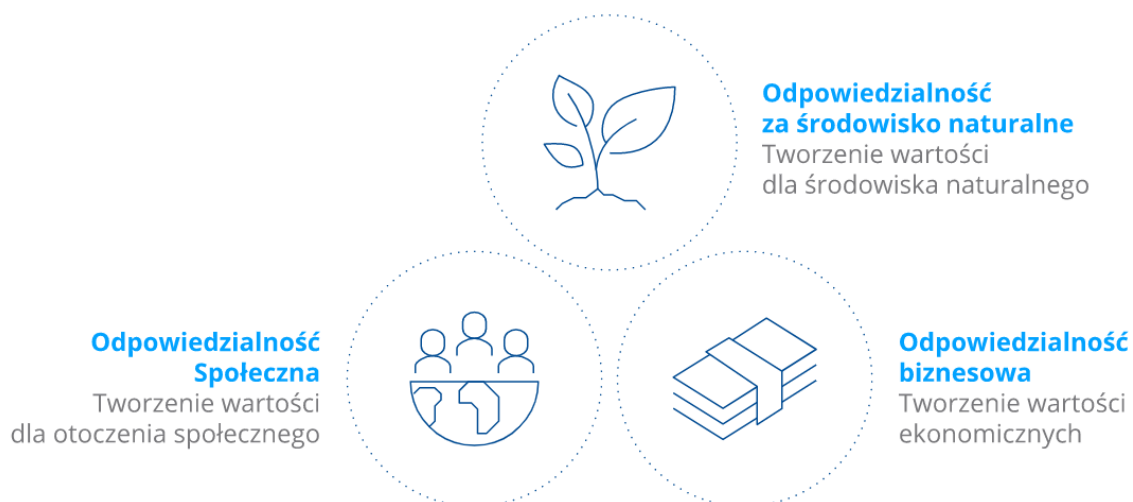 Odpowiedzialność
za środowisko naturalne
Tworzenie wartości
dla środowiska naturalnego
Odpowiedzialność
Społeczna
Tworzenie wartości
dla otoczenia społecznego
Odpowiedzialność
biznesowa
Tworzenie wartości
ekonomicznych